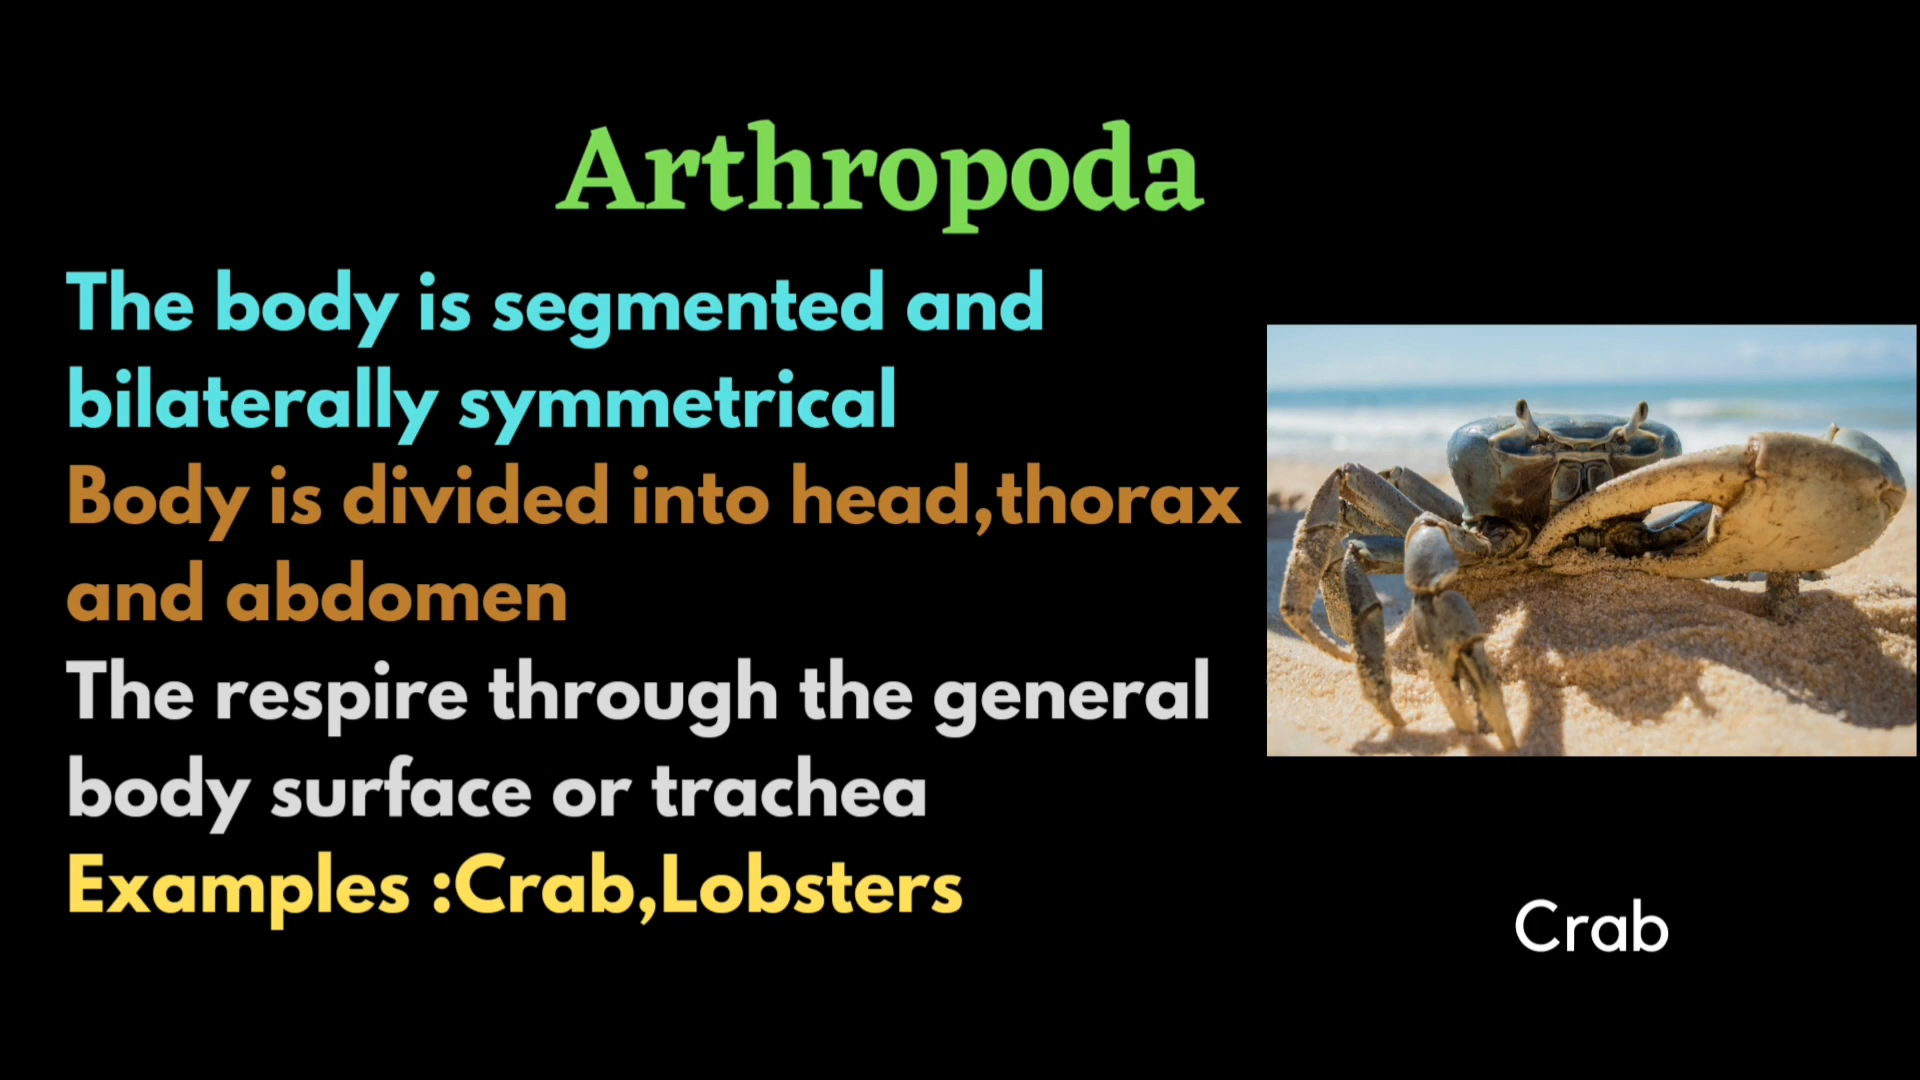 Arthropoda
The body is segmented and
bilaterally symmetrical
Body is divided into head,thorax
and abdomen
The respire through the general
body surface or trachea
Examples :Crab,Lobsters
Crab